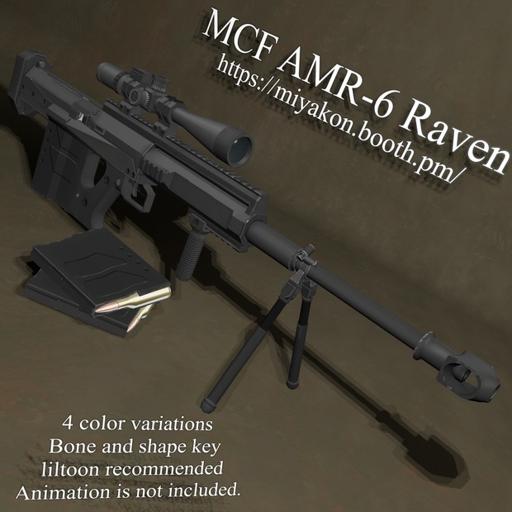 MCF AMR-6 Raven
https://miyakon.booth.pm/
4 color variations
Bone and shape key
liltoon recommended
Animation is not included.